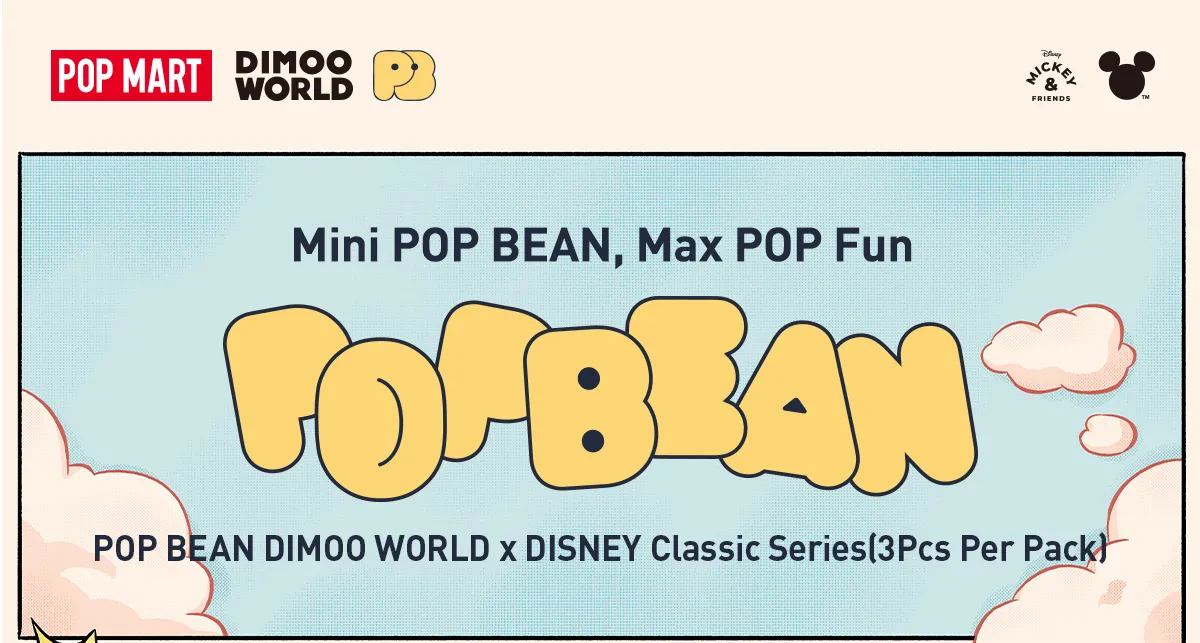 POP MART
DIMOO
WORLD
PB
Disney
MICKEY
&
FRIENDS
TM
Mini POP BEAN, Max POP Fun
POPBEAN
POP BEAN DIMOO WORLD x DISNEY Classic Series(3Pcs Per Pack)